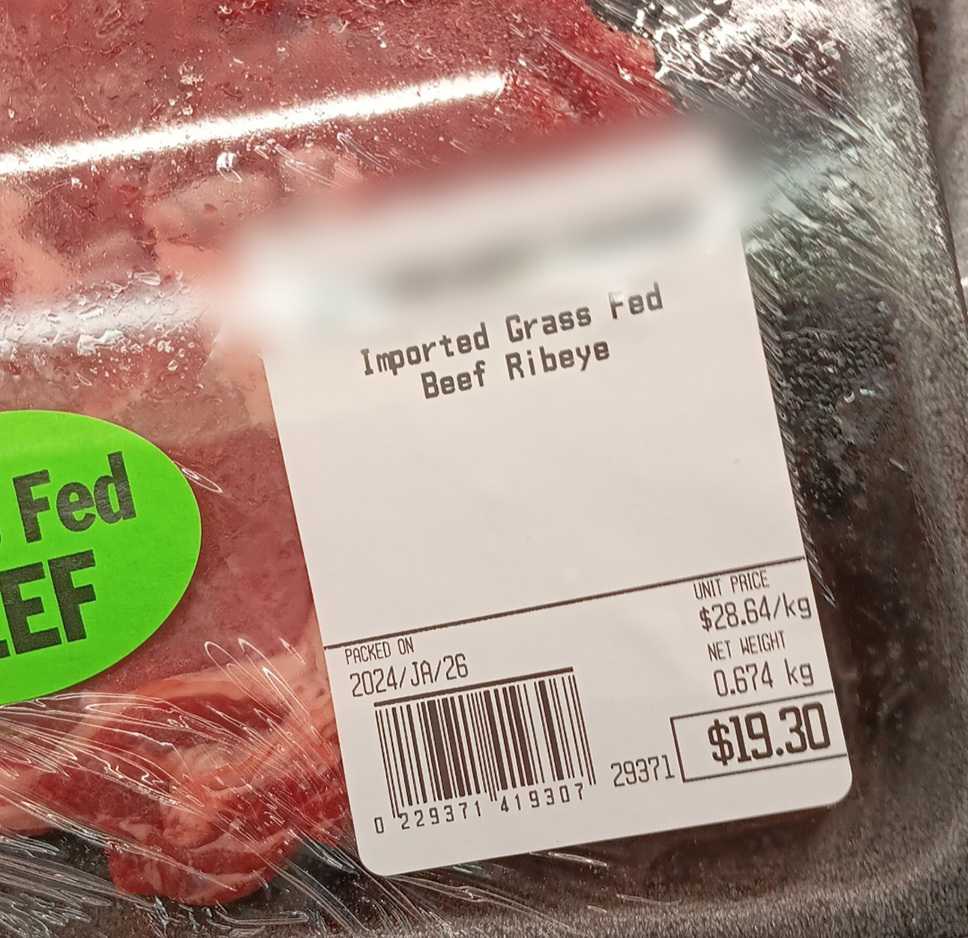 Imported Grass Fed
Beef Ribeye
Fed
EF
UNIT PRICE
$28.64/kg
PACKED ON
2024/JA/26
NET WEIGHT
0.674 kg
$19.30
29371
0 229371 419307